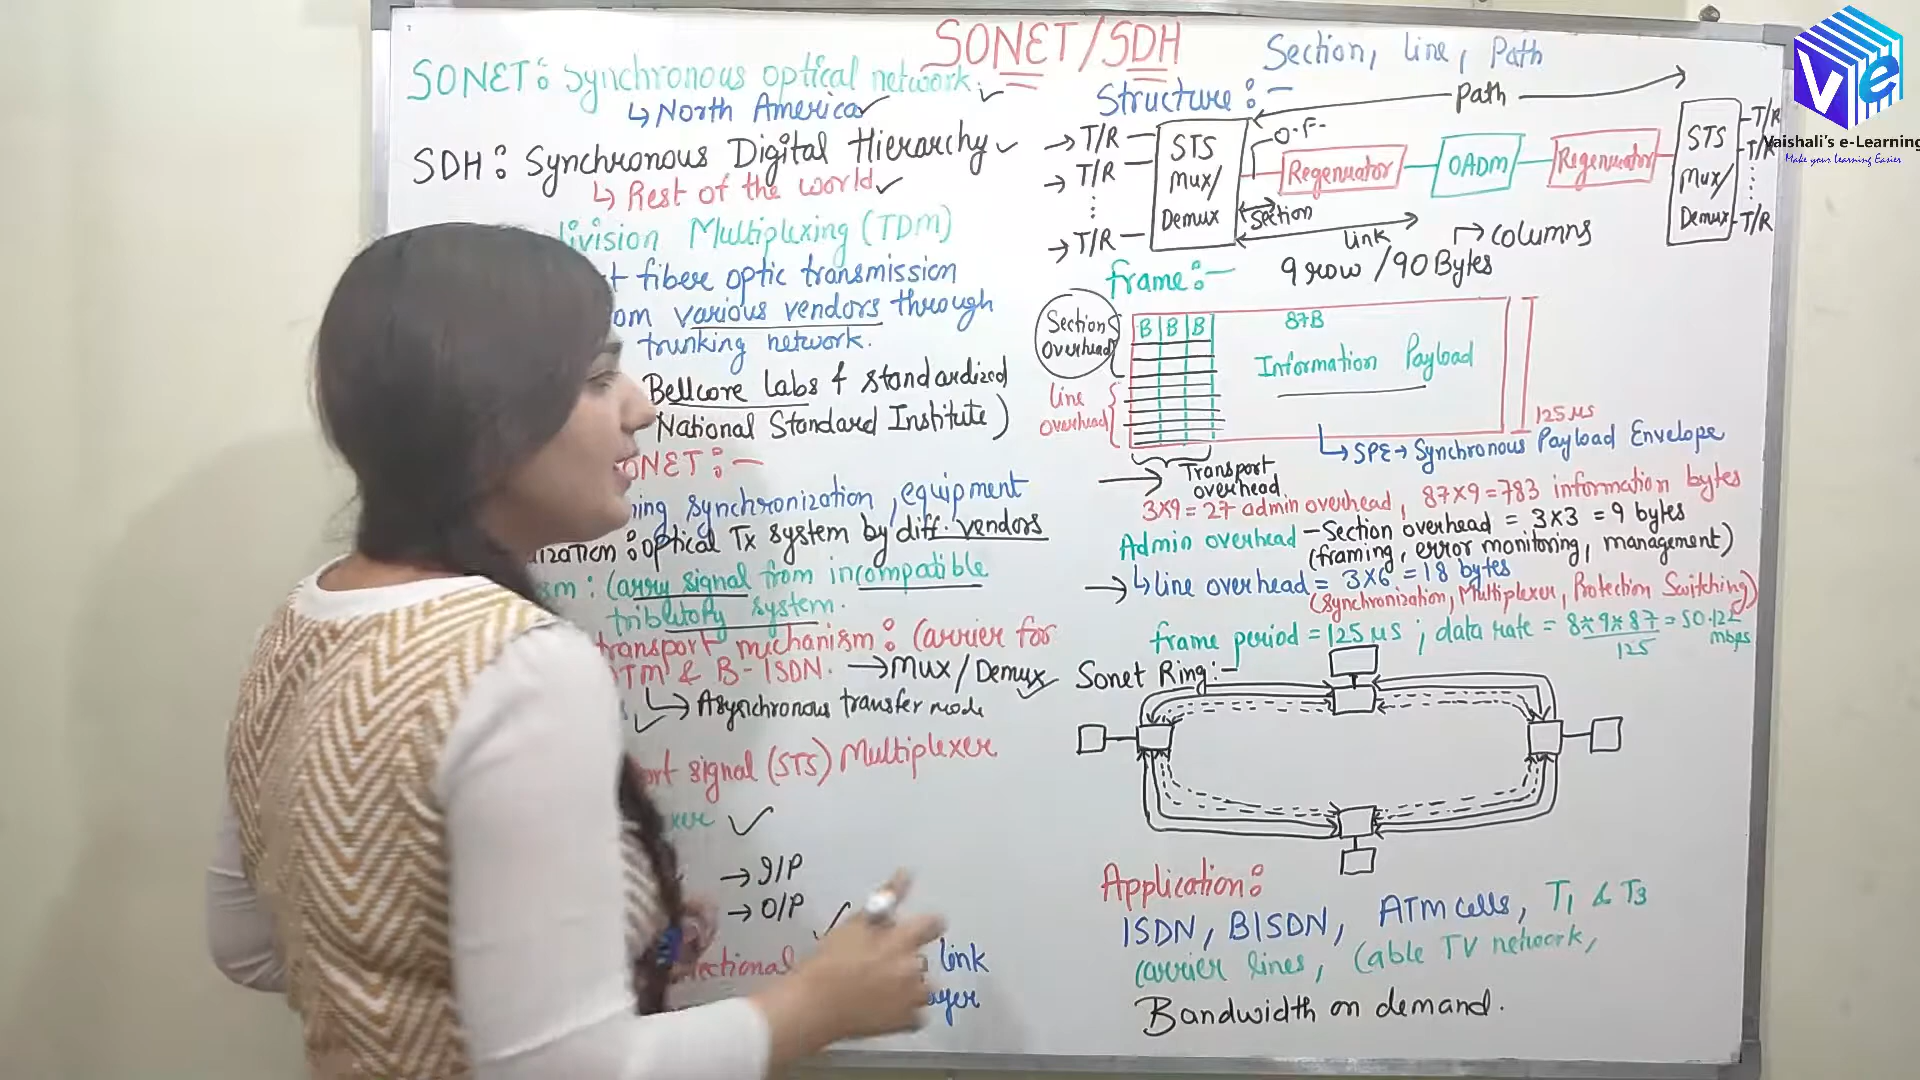 SONET/SDH
SONET: Synchronous optical network.
↳ North America
SDH: Synchronous Digital Hierarchy
↳ Rest of the world
division Multiplexing (TDM)
fiber optic transmission
various vendors through
trunking network.
Bellcore Labs & standardized
National Standard Institute)
ONET:-
synchronization, equipment
optical Tx system by diff. vendors
Carry signal from incompatible
tributory system.
transport mechanism: Carrier for
& B-ISDN. → Mux/Demux
↳ Asynchronous transfer mode
signal (STS) Multiplexer
→ I/P
→ O/P
link
Section, line, Path
Structure:-
Path
→ T/R
→ T/R
→ T/R
STS
Mux/
Demux
O.F.
Regenerator
OADM
Regenerator
STS
Mux/
Demux
T/R
T/R
T/R
Section
link
frame:-
9 row / 90 Bytes
→ columns
Section
Overhead
B B B
87B
Information Payload
line
overhead
125 μs
↳ SPE → Synchronous Payload Envelope
→ Transport
overhead
3×9 = 27 admin overhead, 87×9 = 783 information bytes
Admin overhead - Section overhead = 3×3 = 9 bytes
(framing, error monitoring, management)
→ ↳ line overhead = 3×6 = 18 bytes
(Synchronization, Multiplexer, Protection Switching)
frame period = 125 μs ; data rate = 8*9*87/125 = 50.112 mbps
Sonet Ring:-
Application:
ISDN, BISDN, ATM cells, T1 & T3
Carrier lines, Cable TV network,
Bandwidth on demand.
Ve
Vaishali's e-Learning
Make your Learning Easier